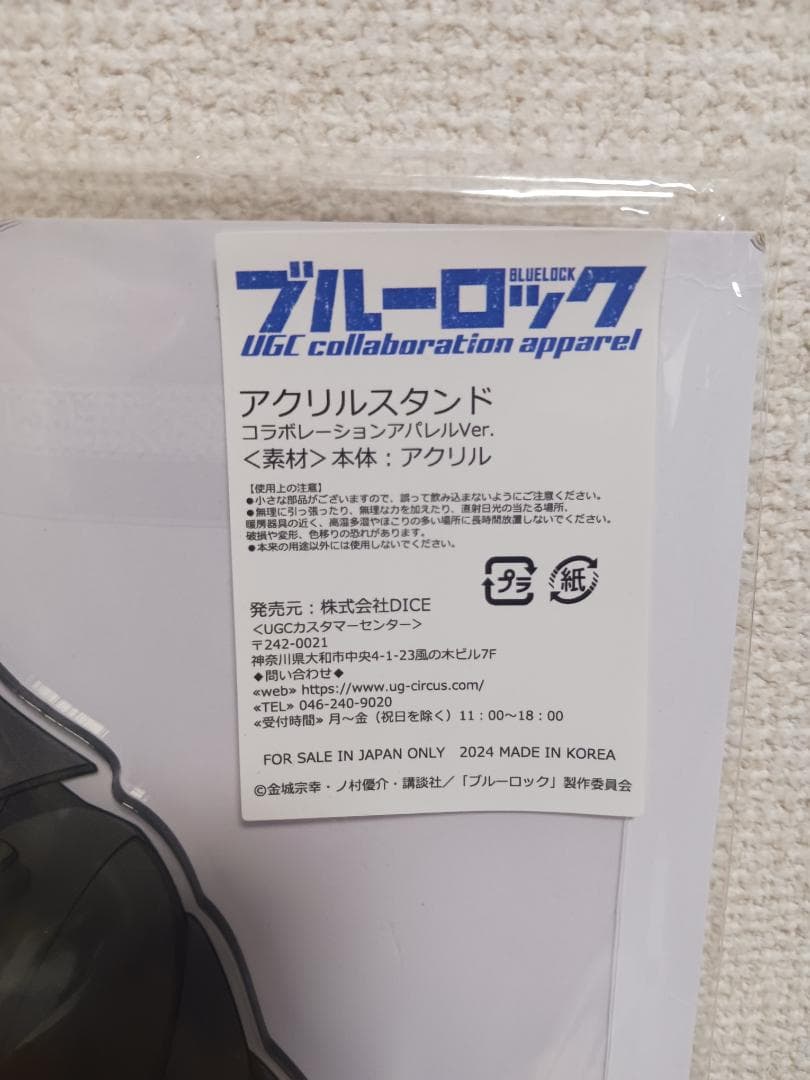 ブルーロック
BLUELOCK
UGC collaboration apparel
アクリルスタンド
コラボレーションアパレルVer.
＜素材＞本体：アクリル
【使用上の注意】
●小さな部品がございますので、誤って飲み込まないようにご注意ください。
●無理に引っ張ったり、無理な力を加えたり、直射日光の当たる場所、
暖房器具の近く、高湿多湿やほこりの多い場所に長時間放置しないでください。
破損や変形、色移りの恐れがあります。
●本来の用途以外には使用しないでください。
プラ
紙
発売元：株式会社DICE
＜UGCカスタマーセンター＞
〒242-0021
神奈川県大和市中央4-1-23風の木ビル7F
◆問い合わせ◆
«web» https://www.ug-circus.com/
«TEL» 046-240-9020
«受付時間» 月～金（祝日を除く）11：00～18：00
FOR SALE IN JAPAN ONLY 2024 MADE IN KOREA
©金城宗幸・ノ村優介・講談社／「ブルーロック」製作委員会